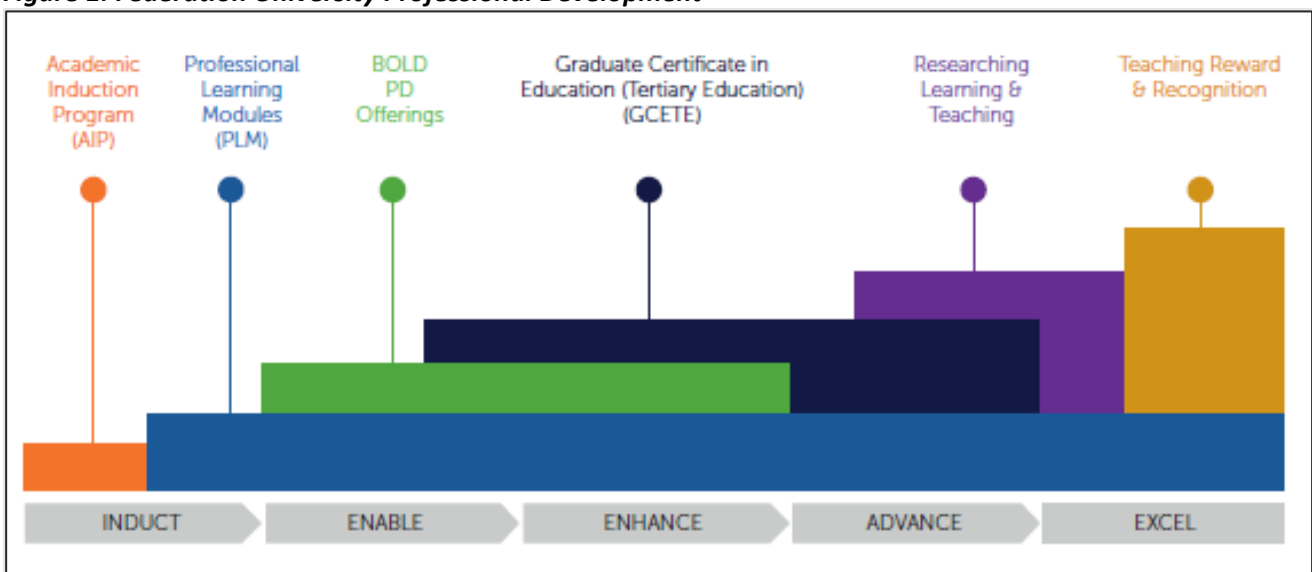 Academic
Induction
Program
(AIP)
Professional
Learning
Modules
(PLM)
BOLD
PD
Offerings
Graduate Certificate in
Education (Tertiary Education)
(GCETE)
Researching
Learning &
Teaching
Teaching Reward
& Recognition
INDUCT
ENABLE
ENHANCE
ADVANCE
EXCEL